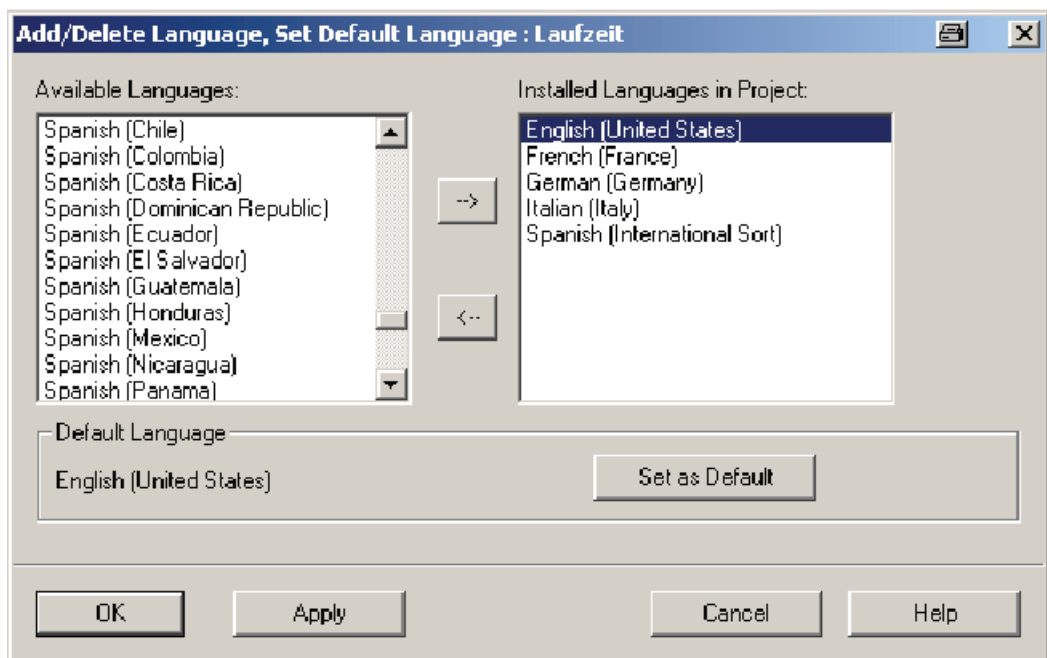 Add/Delete Language, Set Default Language : Laufzeit
Available Languages:
Spanish (Chile)
Spanish (Colombia)
Spanish (Costa Rica)
Spanish (Dominican Republic)
Spanish (Ecuador)
Spanish (El Salvador)
Spanish (Guatemala)
Spanish (Honduras)
Spanish (Mexico)
Spanish (Nicaragua)
Spanish (Panama)
-->
<--
Installed Languages in Project:
English (United States)
French (France)
German (Germany)
Italian (Italy)
Spanish (International Sort)
Default Language
English (United States)
Set as Default
OK
Apply
Cancel
Help